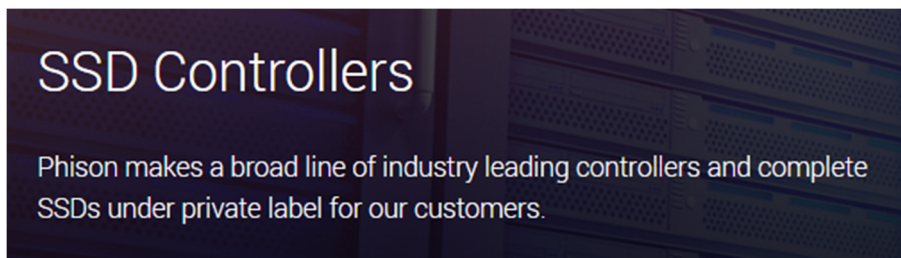 SSD Controllers
Phison makes a broad line of industry leading controllers and complete
SSDs under private label for our customers.